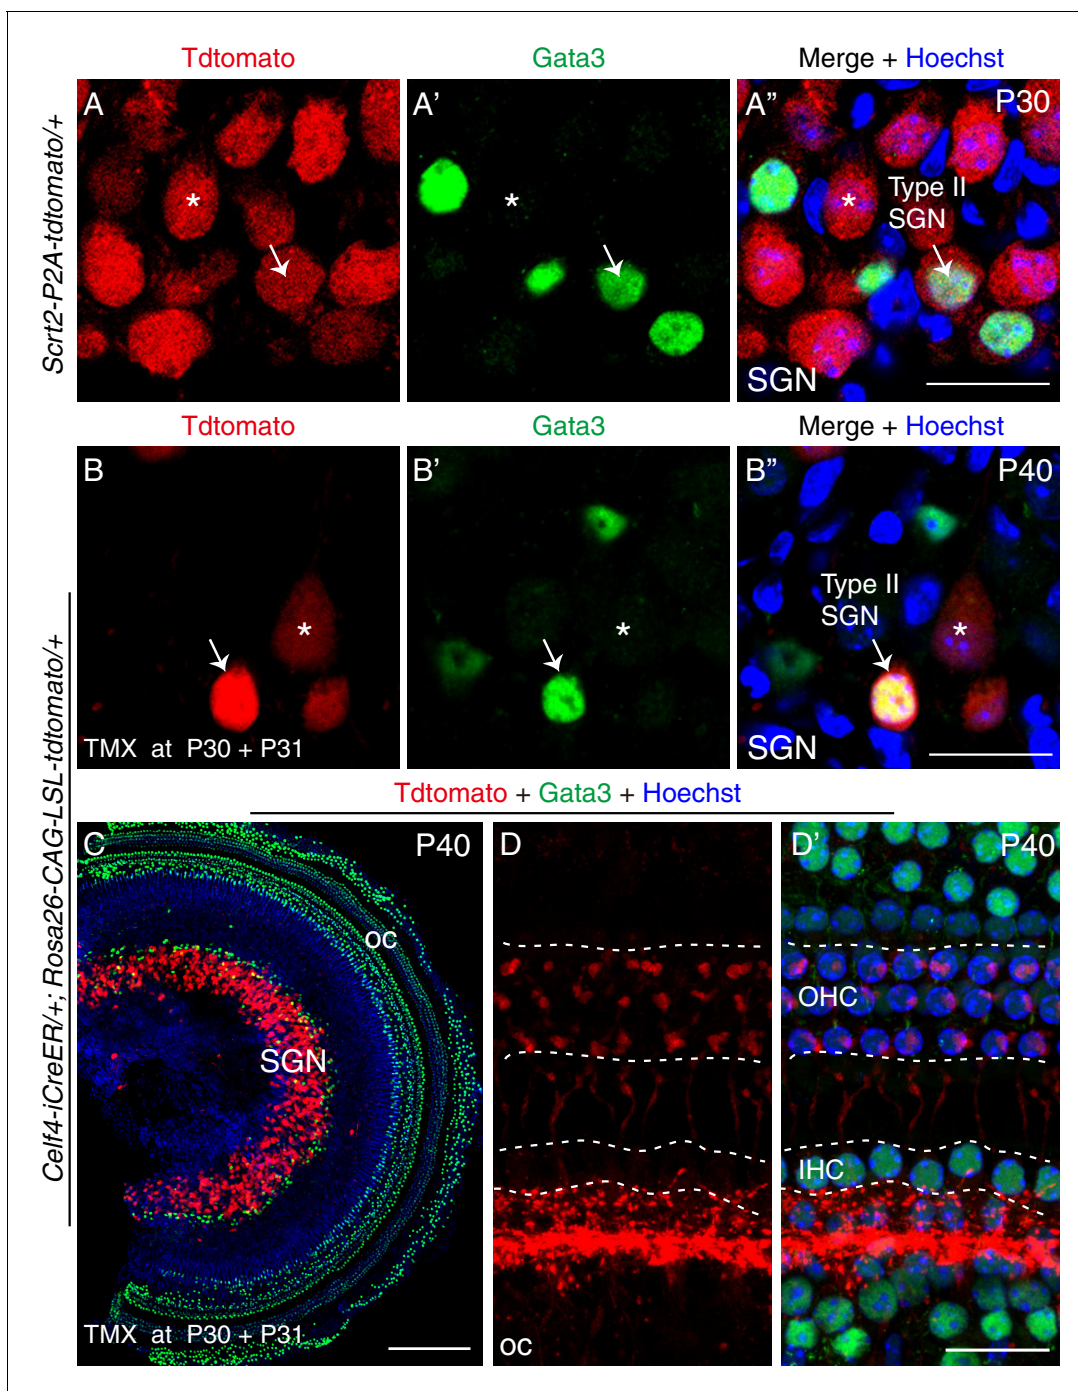 Tdtomato
Gata3
Merge + Hoechst
Scrt2-P2A-tdtomato/+
A
*
A'
*
A"
P30
Type II
SGN
*
SGN
Tdtomato
Gata3
Merge + Hoechst
Celf4-iCreER/+; Rosa26-CAG-LSL-tdtomato/+
B
*
TMX at P30 + P31
B'
*
B"
P40
Type II
SGN
*
SGN
Tdtomato + Gata3 + Hoechst
C
P40
oc
SGN
TMX at P30 + P31
D
oc
D'
P40
OHC
IHC